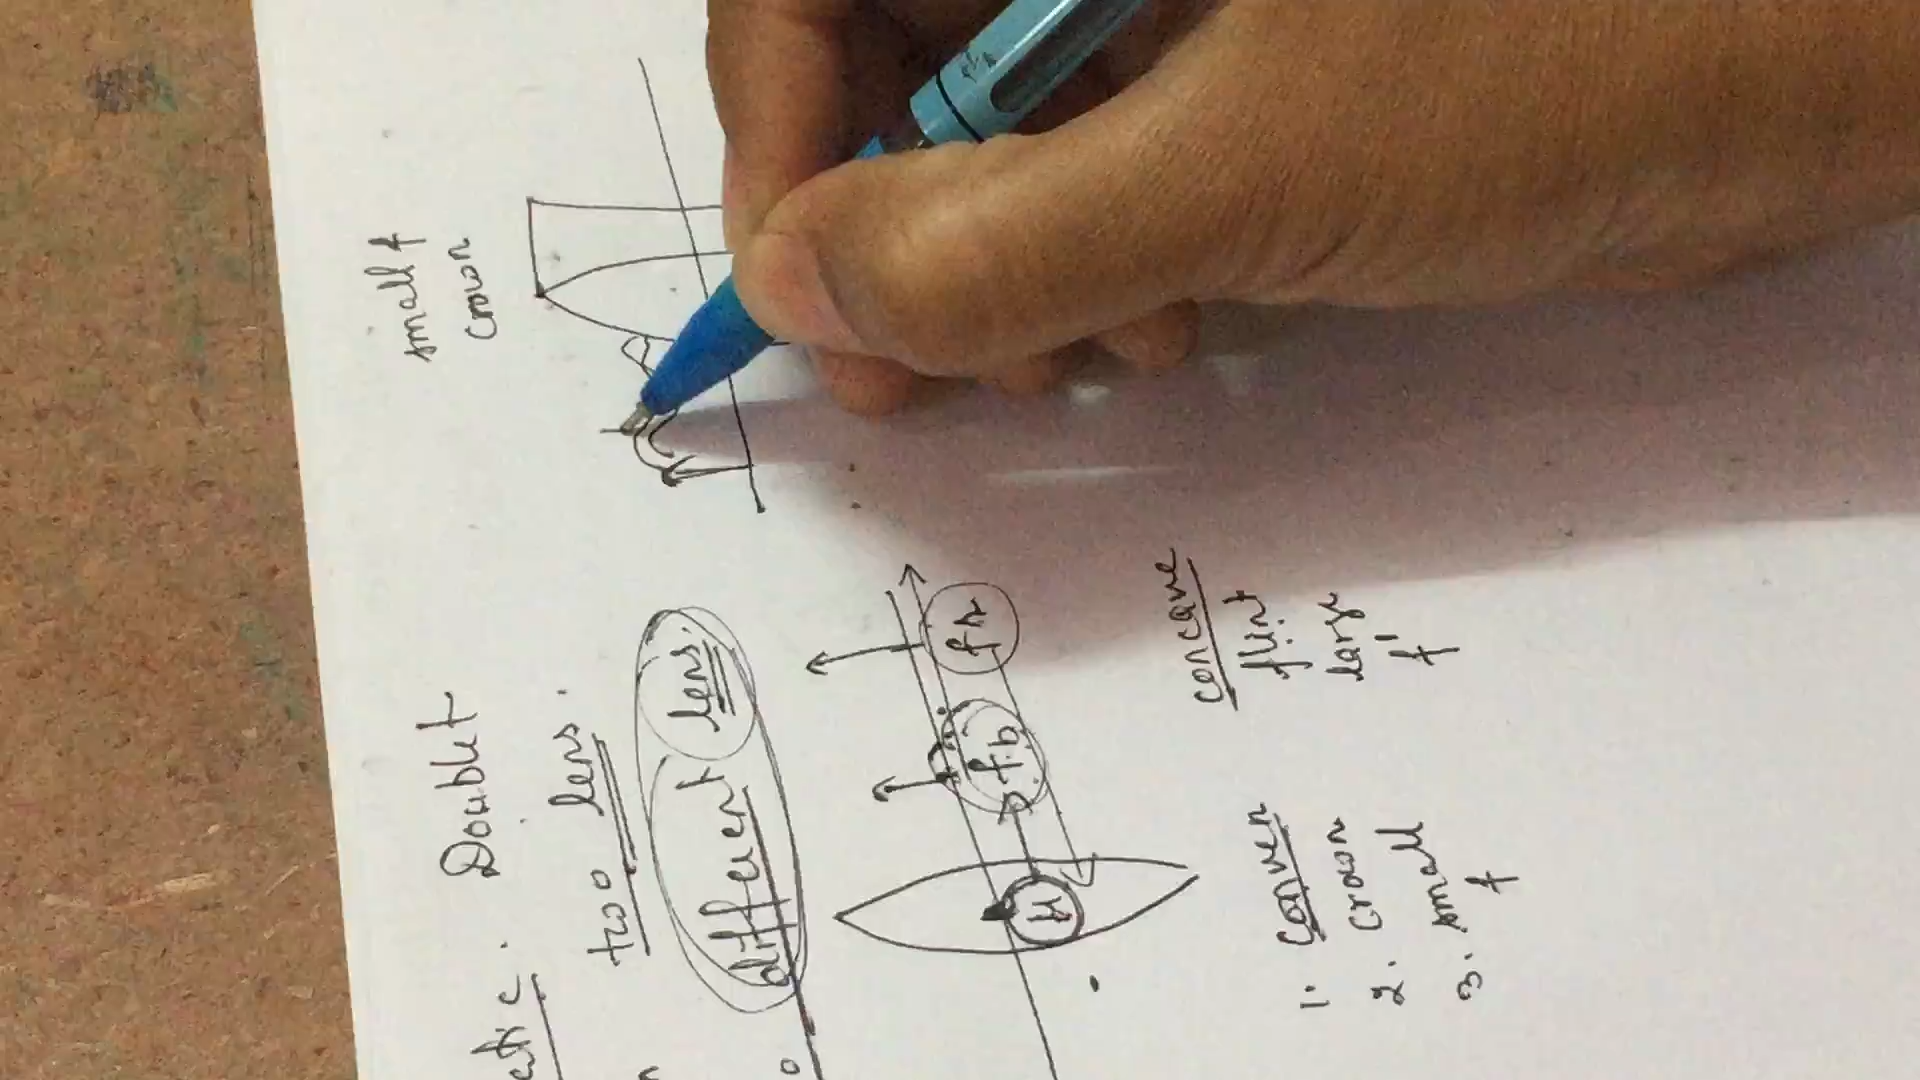 Doublet
two lens.
different lens.
small f
crown
fr
fb
concave
flint
large
f'
1. Convex
2. crown
3. small
f